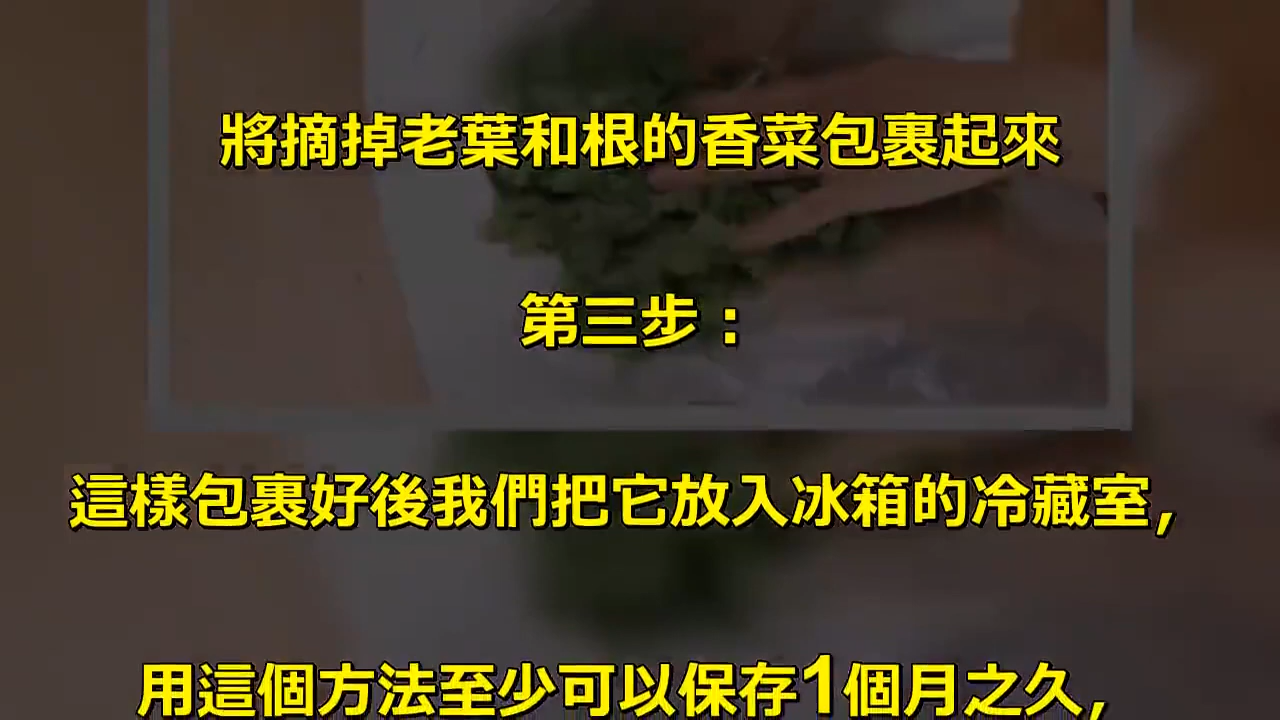 將摘掉老葉和根的香菜包裹起來
第三步：
這樣包裹好後我們把它放入冰箱的冷藏室，
用這個方法至少可以保存1個月之久，